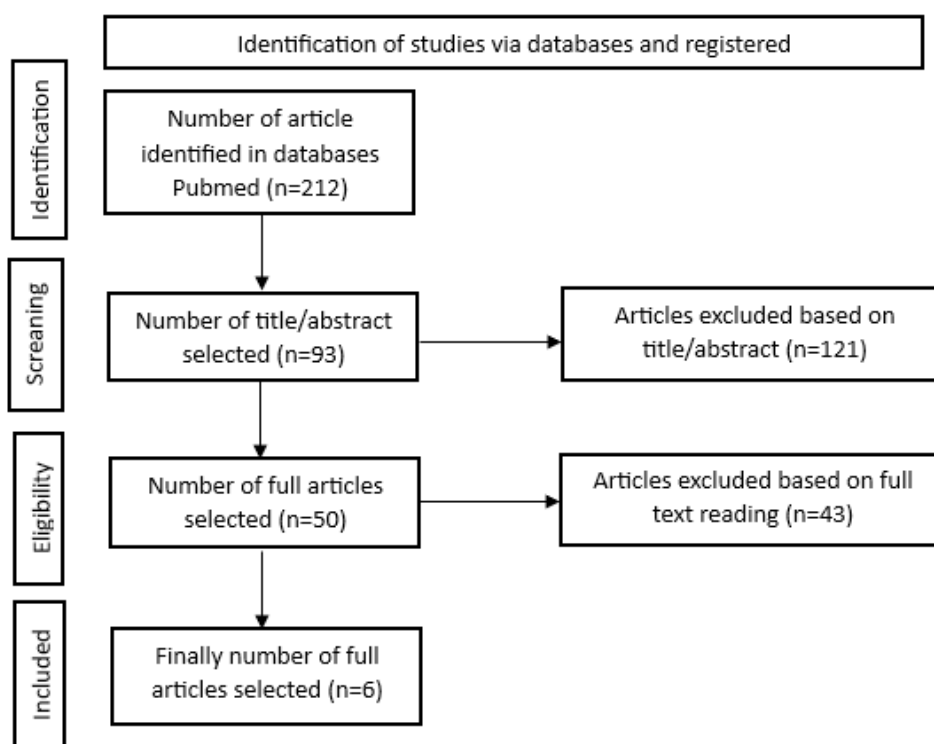 Identification of studies via databases and registered
Identification
Number of article
identified in databases
Pubmed (n=212)
Screaning
Number of title/abstract
selected (n=93)
Articles excluded based on
title/abstract (n=121)
Eligibility
Number of full articles
selected (n=50)
Articles excluded based on full
text reading (n=43)
Included
Finally number of full
articles selected (n=6)